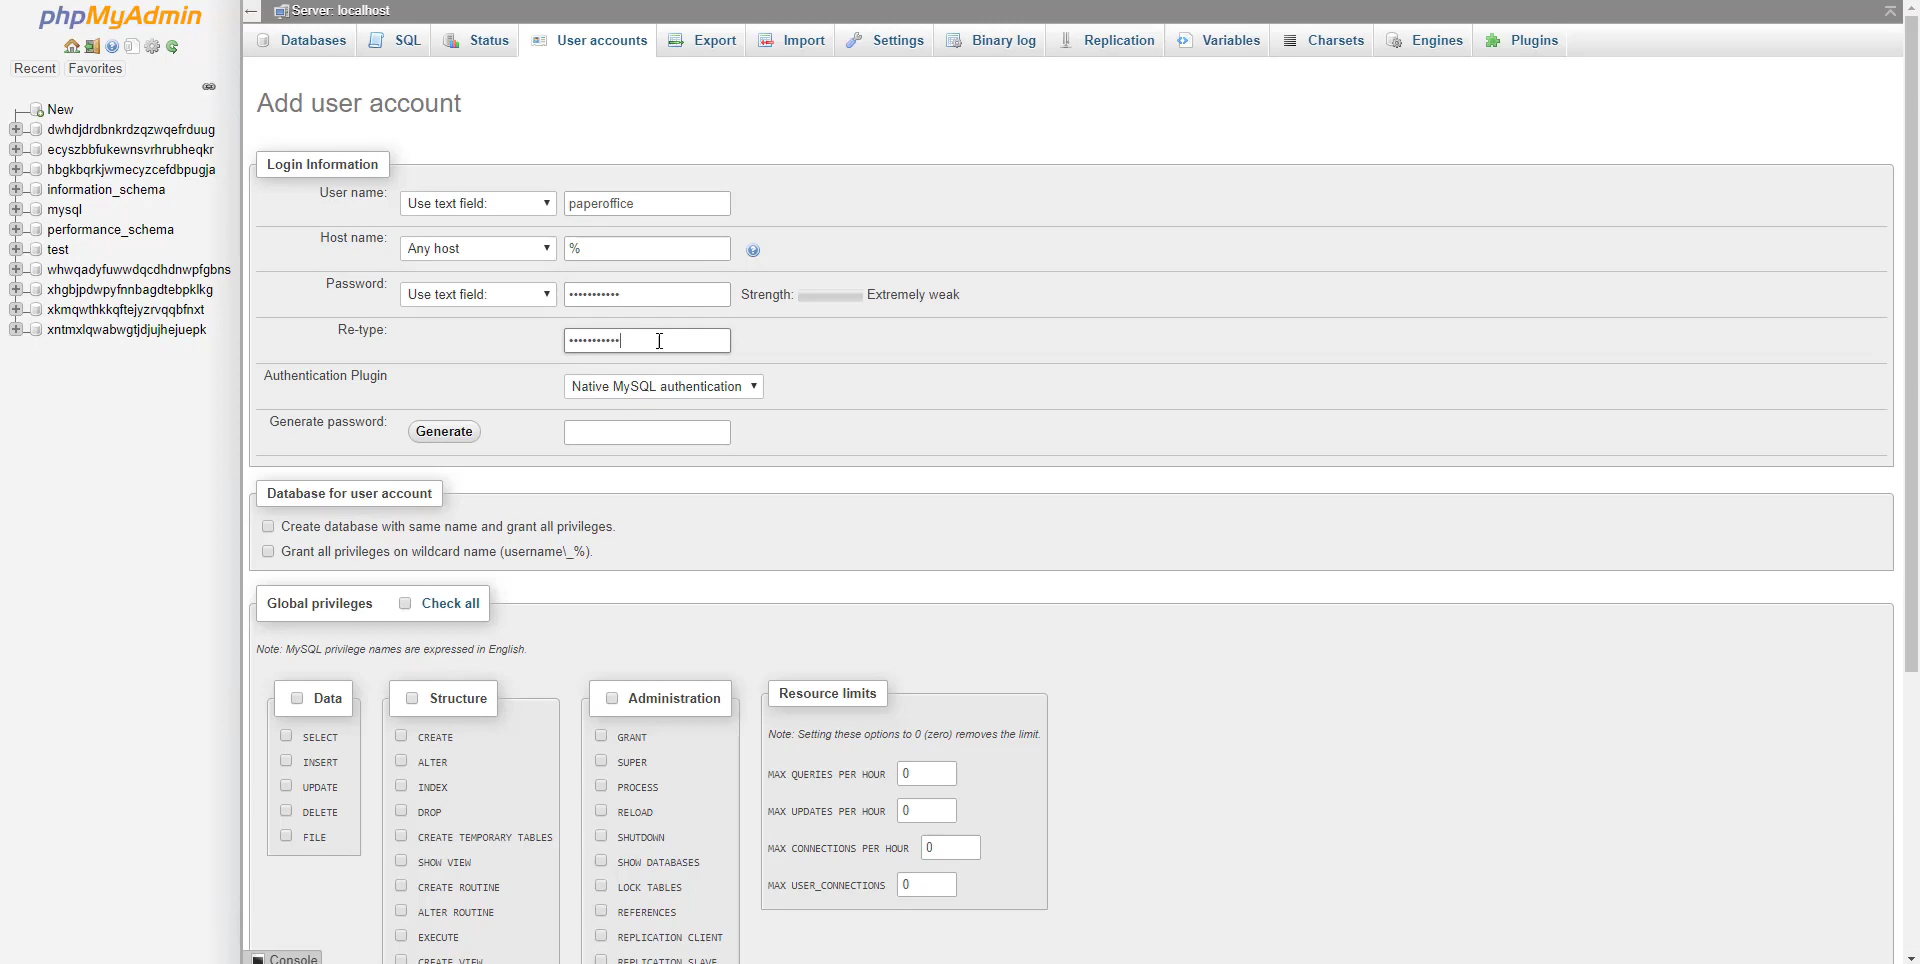 phpMyAdmin
Recent Favorites
New
dwhdjdrdbnkrdzqzwqefrduug
ecyszbbfukewnsvrhrubheqkr
hbgkbqrkjwmecyzcefdbpugja
information_schema
mysql
performance_schema
test
whwqadyfuwwdqcdhdnwpfgbns
xhgbjpdwpyfnnbagdtebpklkg
xkmqwthkkqftejyzrvqqbfnxt
xntmxlqwabwgtjdjujhejuepk
Server: localhost
Databases SQL Status User accounts Export Import Settings Binary log Replication Variables Charsets Engines Plugins
Add user account
Login Information
User name: Use text field: paperoffice
Host name: Any host %
Password: Use text field: ••••••••••• Strength: Extremely weak
Re-type: •••••••••••
Authentication Plugin Native MySQL authentication
Generate password: Generate
Database for user account
Create database with same name and grant all privileges.
Grant all privileges on wildcard name (username\_%).
Global privileges Check all
Note: MySQL privilege names are expressed in English.
Data
SELECT
INSERT
UPDATE
DELETE
FILE
Structure
CREATE
ALTER
INDEX
DROP
CREATE TEMPORARY TABLES
SHOW VIEW
CREATE ROUTINE
ALTER ROUTINE
EXECUTE
CREATE VIEW
Administration
GRANT
SUPER
PROCESS
RELOAD
SHUTDOWN
SHOW DATABASES
LOCK TABLES
REFERENCES
REPLICATION CLIENT
REPLICATION SLAVE
Resource limits
Note: Setting these options to 0 (zero) removes the limit.
MAX QUERIES PER HOUR 0
MAX UPDATES PER HOUR 0
MAX CONNECTIONS PER HOUR 0
MAX USER_CONNECTIONS 0
Console